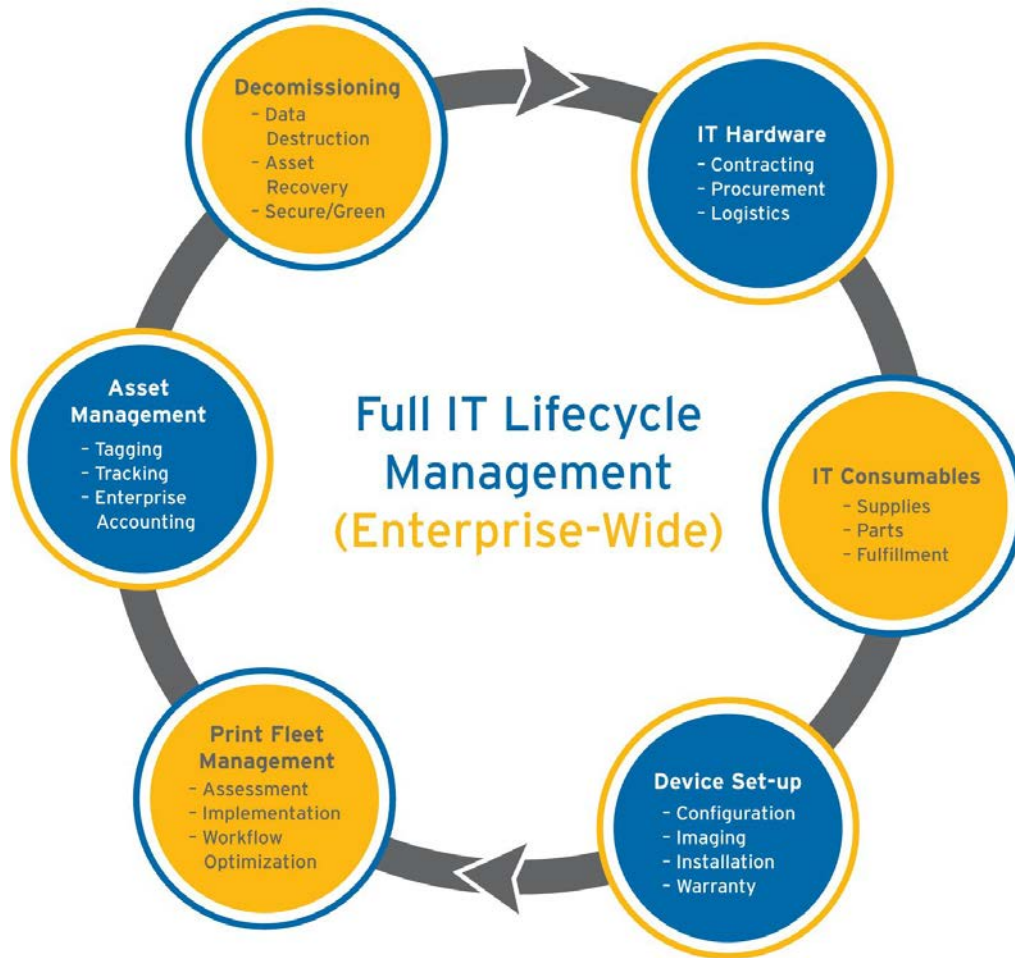 Decomissioning
– Data
Destruction
– Asset
Recovery
– Secure/Green
IT Hardware
– Contracting
– Procurement
– Logistics
IT Consumables
– Supplies
– Parts
– Fulfillment
Device Set-up
– Configuration
– Imaging
– Installation
– Warranty
Print Fleet
Management
– Assessment
– Implementation
– Workflow
Optimization
Asset
Management
– Tagging
– Tracking
– Enterprise
Accounting
Full IT Lifecycle
Management
(Enterprise-Wide)